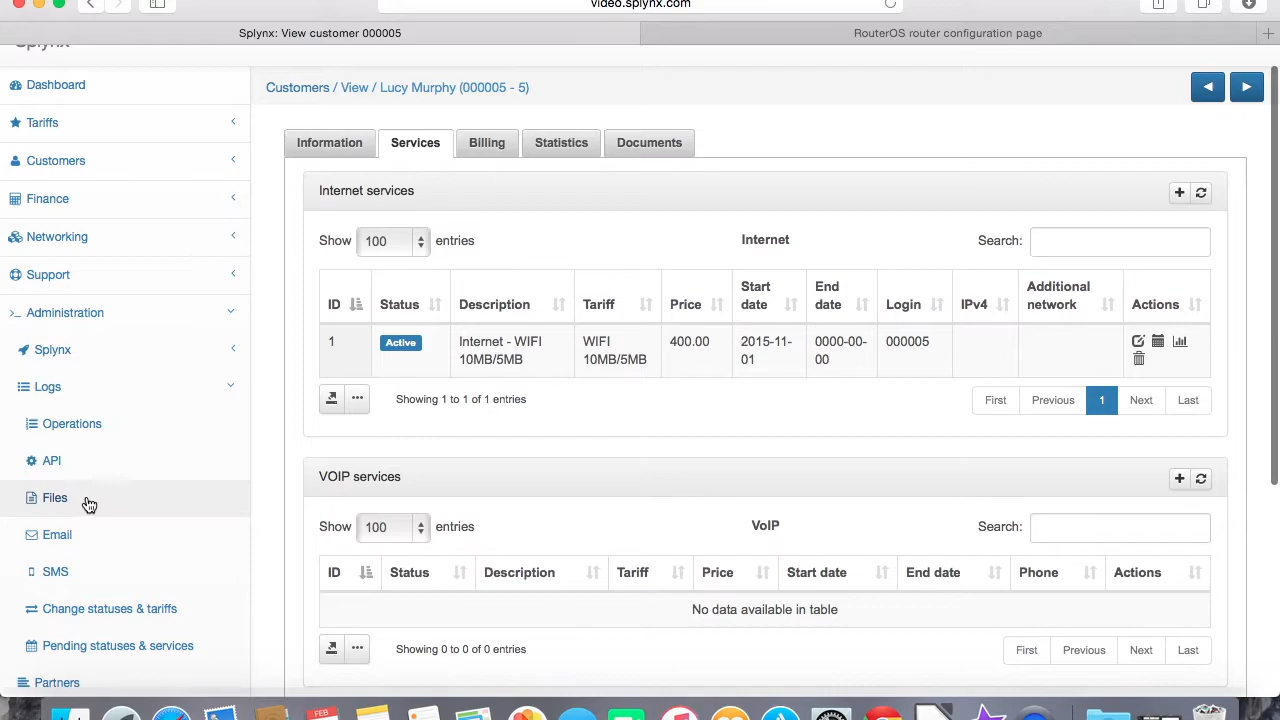 video.splynx.com
Splynx: View customer 000005
RouterOS router configuration page
Splynx
Dashboard
Tariffs
Customers
Finance
Networking
Support
Administration
Splynx
Logs
Operations
API
Files
Email
SMS
Change statuses & tariffs
Pending statuses & services
Partners
Customers / View / Lucy Murphy (000005 - 5)
Information
Services
Billing
Statistics
Documents
Internet services
Show 100 entries
Internet
Search:
ID Status Description Tariff Price Start date End date Login IPv4 Additional network Actions
1 Active Internet - WIFI 10MB/5MB WIFI 10MB/5MB 400.00 2015-11-01 0000-00-00 000005
Showing 1 to 1 of 1 entries
First Previous 1 Next Last
VOIP services
Show 100 entries
VoIP
Search:
ID Status Description Tariff Price Start date End date Phone Actions
No data available in table
Showing 0 to 0 of 0 entries
First Previous Next Last
FEB